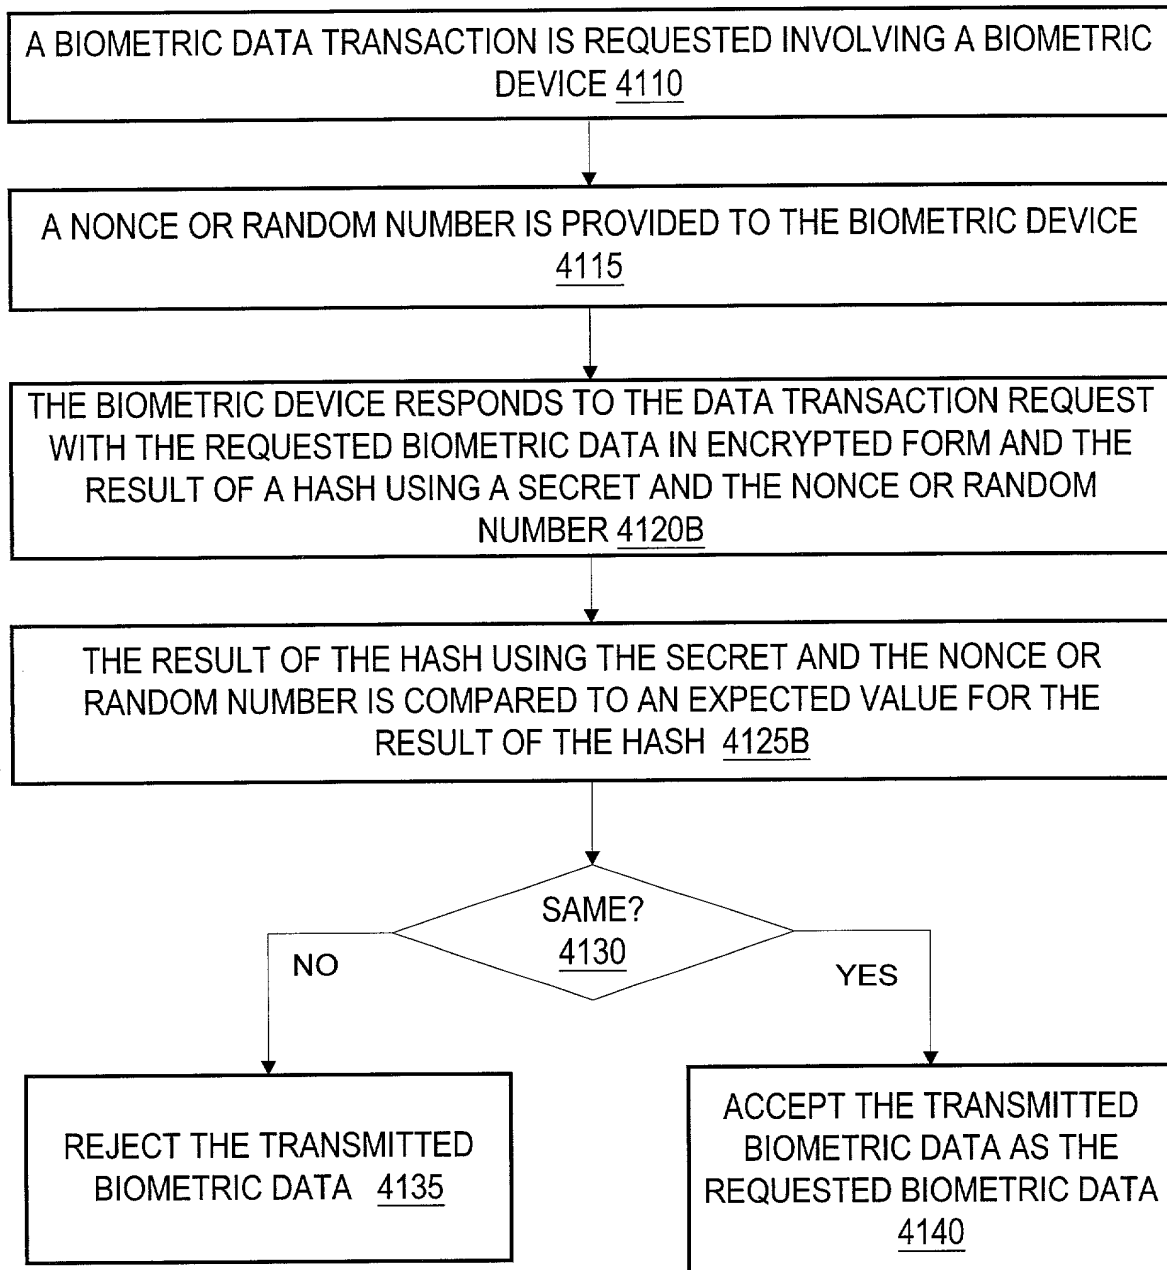 A BIOMETRIC DATA TRANSACTION IS REQUESTED INVOLVING A BIOMETRIC
DEVICE 4110
A NONCE OR RANDOM NUMBER IS PROVIDED TO THE BIOMETRIC DEVICE
4115
THE BIOMETRIC DEVICE RESPONDS TO THE DATA TRANSACTION REQUEST
WITH THE REQUESTED BIOMETRIC DATA IN ENCRYPTED FORM AND THE
RESULT OF A HASH USING A SECRET AND THE NONCE OR RANDOM
NUMBER 4120B
THE RESULT OF THE HASH USING THE SECRET AND THE NONCE OR
RANDOM NUMBER IS COMPARED TO AN EXPECTED VALUE FOR THE
RESULT OF THE HASH 4125B
SAME?
4130
NO
YES
REJECT THE TRANSMITTED
BIOMETRIC DATA 4135
ACCEPT THE TRANSMITTED
BIOMETRIC DATA AS THE
REQUESTED BIOMETRIC DATA
4140